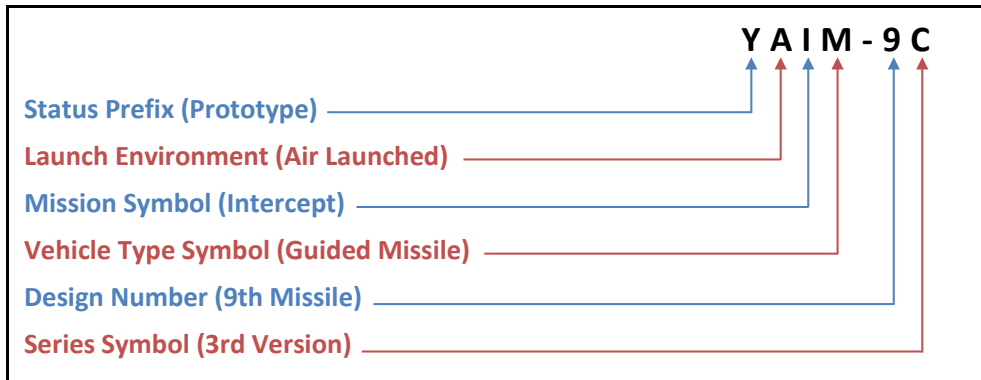 Y A I M - 9 C
Status Prefix (Prototype)
Launch Environment (Air Launched)
Mission Symbol (Intercept)
Vehicle Type Symbol (Guided Missile)
Design Number (9th Missile)
Series Symbol (3rd Version)